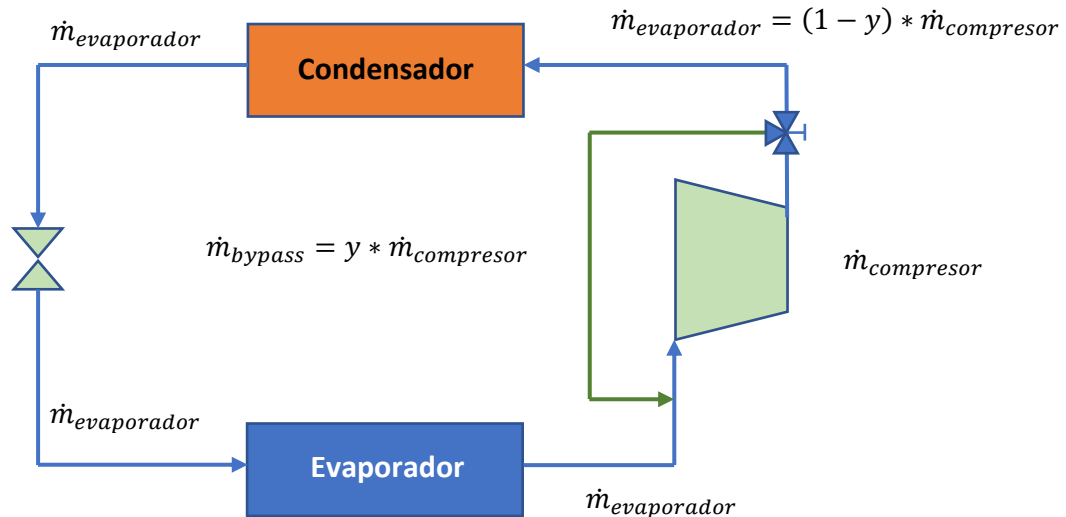 ṁ_evaporador
ṁ_evaporador = (1 − y) * ṁ_compresor
Condensador
ṁ_bypass = y * ṁ_compresor
ṁ_compresor
ṁ_evaporador
Evaporador
ṁ_evaporador